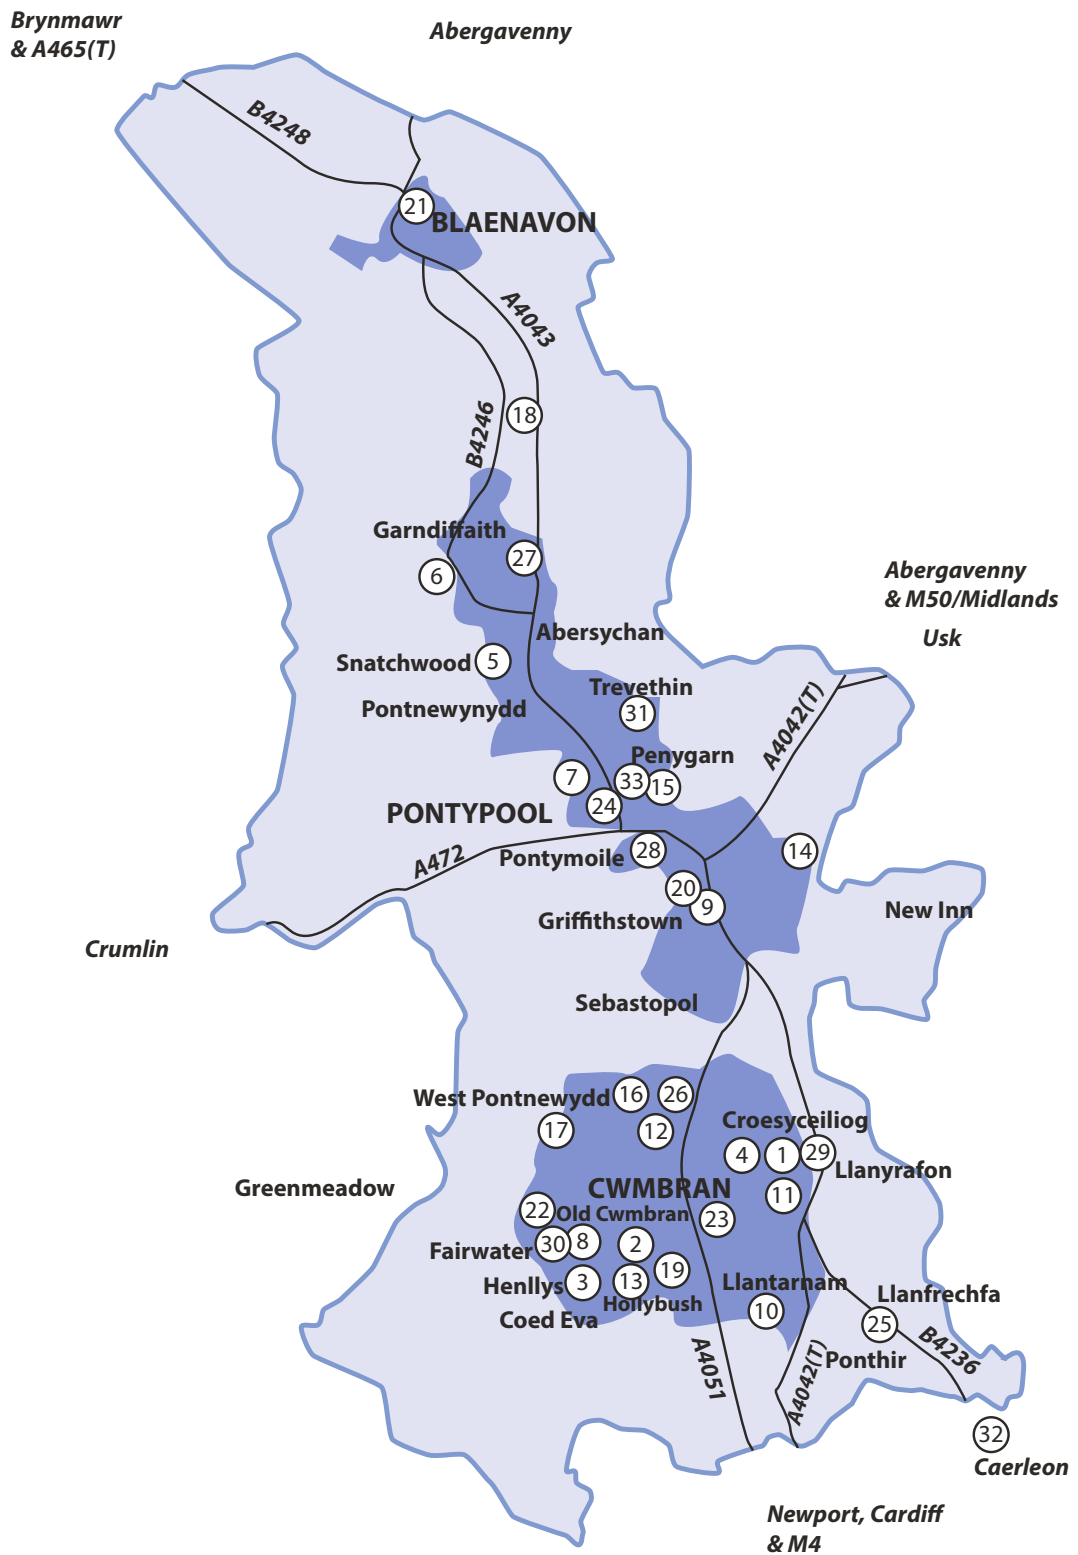 Brynmawr
& A465(T)
Abergavenny
B4248
21
BLAENAVON
A4043
B4246
18
Garndiffaith
27
6
Abergavenny
& M50/Midlands
Usk
Abersychan
Snatchwood
5
Trevethin
Pontnewynydd
31
A4042(T)
Penygarn
7
33
15
24
PONTYPOOL
A472
Pontymoile
28
14
20
9
New Inn
Griffithstown
Crumlin
Sebastopol
West Pontnewydd
16
26
17
12
Croesyceiliog
4
1
29
Llanyrafon
Greenmeadow
CWMBRAN
11
22
Old Cwmbran
23
Fairwater
30
8
2
19
Henllys
3
13
Llantarnam
Hollybush
Coed Eva
10
Llanfrechfa
25
B4236
Ponthir
A4051
A4042(T)
32
Caerleon
Newport, Cardiff
& M4